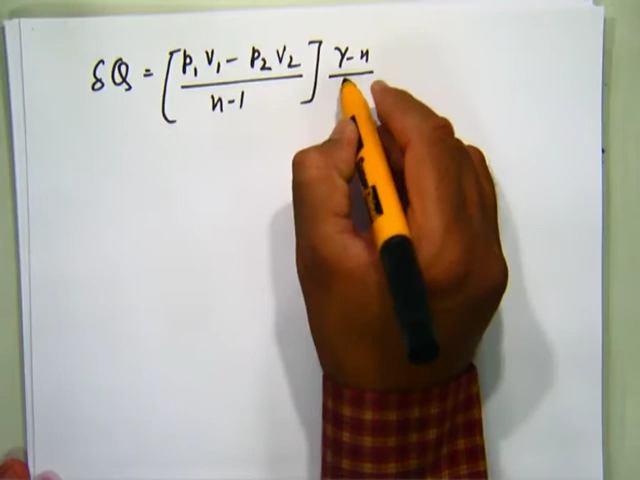 δQ = [ (p₁ V₁ − p₂ V₂) / (n−1) ] (γ−n) /